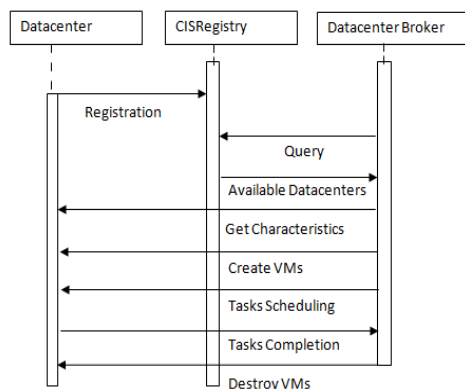 Datacenter
CISRegistry
Datacenter Broker
Registration
Query
Available Datacenters
Get Characteristics
Create VMs
Tasks Scheduling
Tasks Completion
Destroy VMs